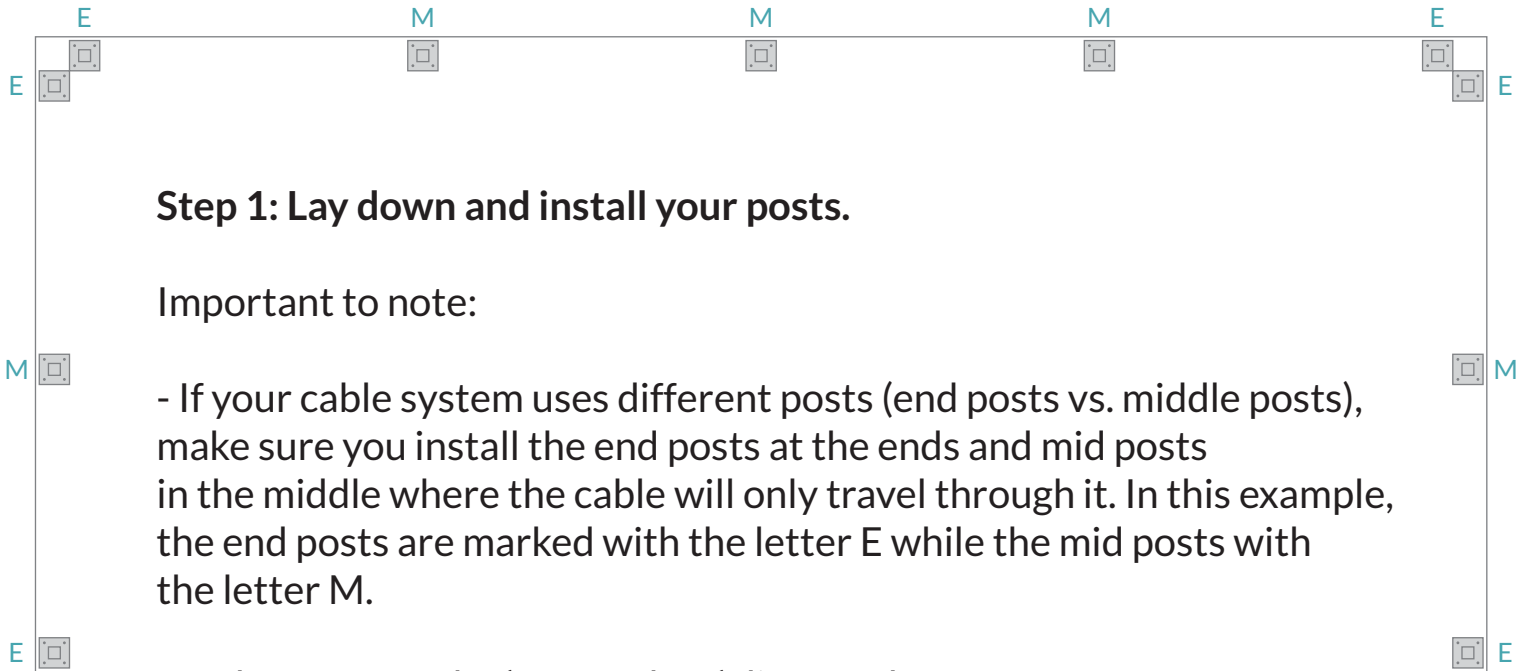 E M M M E
E E
Step 1: Lay down and install your posts.
Important to note:
M M
- If your cable system uses different posts (end posts vs. middle posts),
make sure you install the end posts at the ends and mid posts
in the middle where the cable will only travel through it. In this example,
the end posts are marked with the letter E while the mid posts with
the letter M.
E E